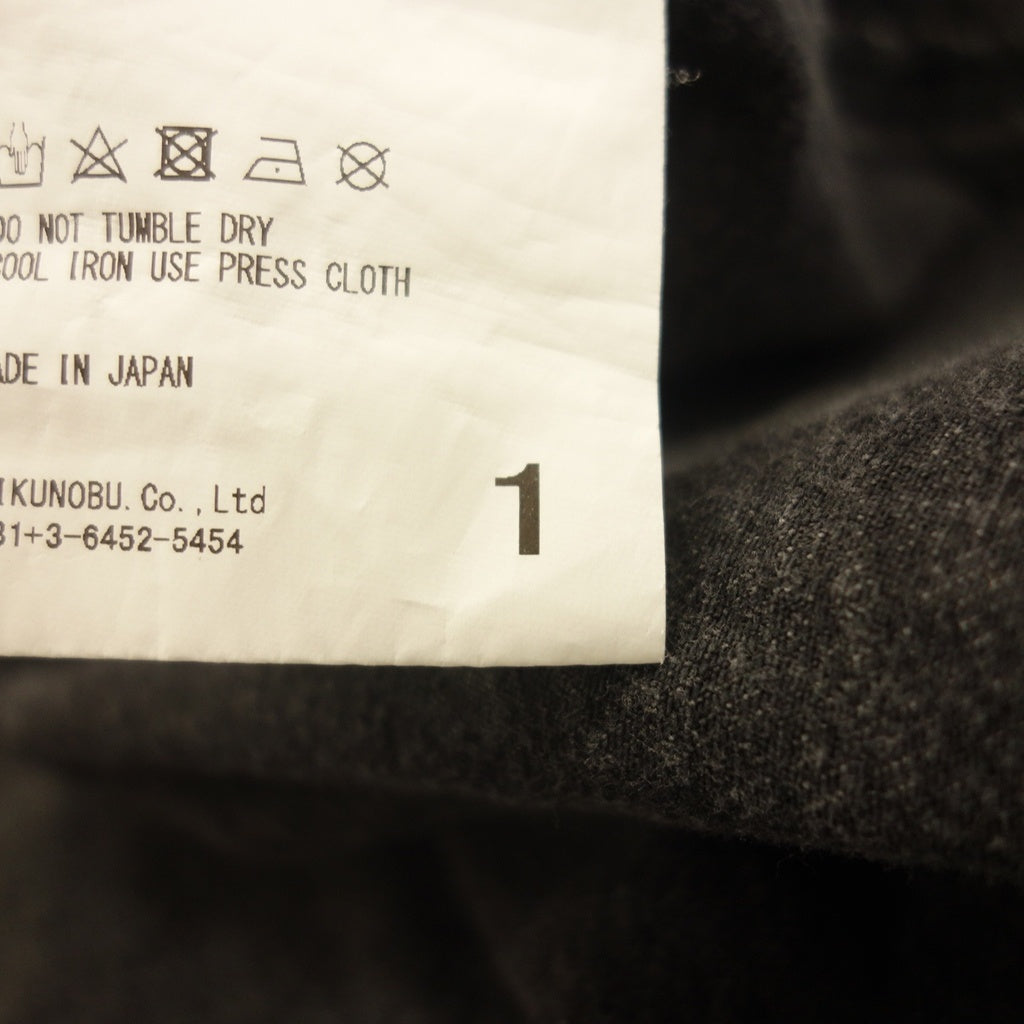 DO NOT TUMBLE DRY
COOL IRON USE PRESS CLOTH
ADE IN JAPAN
IKUNOBU. Co., Ltd
81+3-6452-5454
1